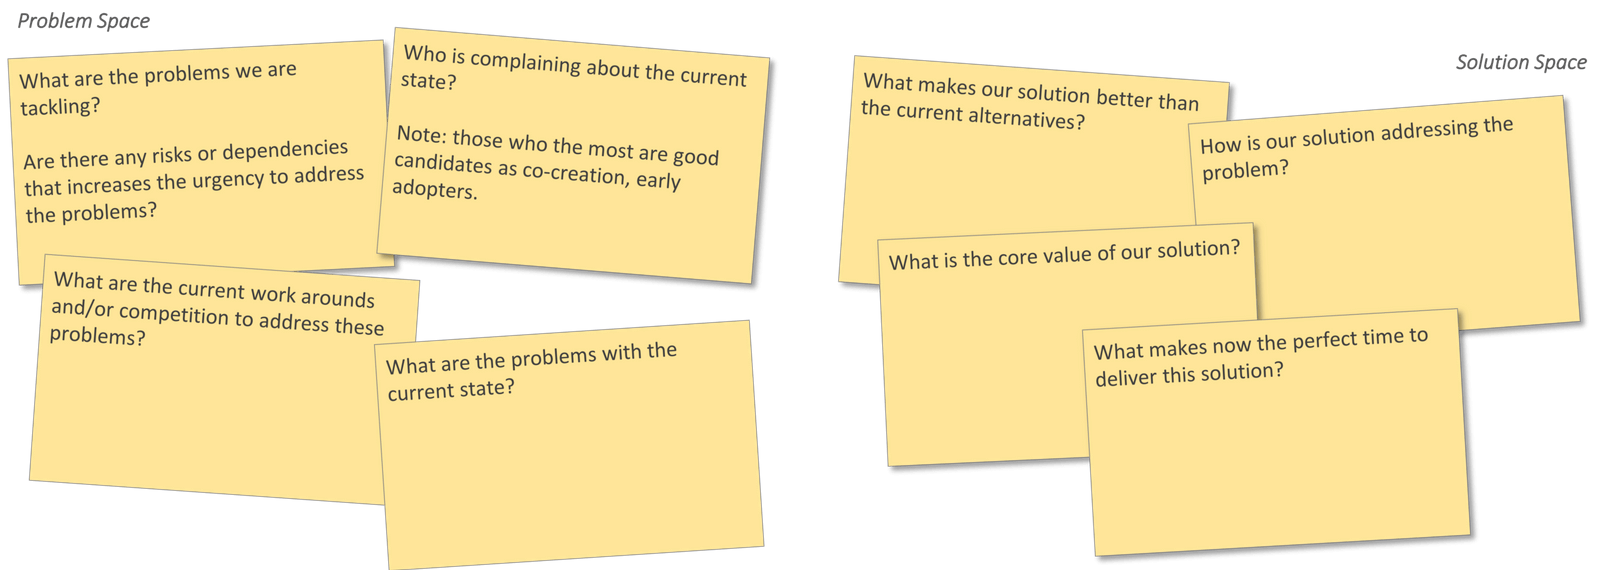 Problem Space
What are the problems we are
tackling?
Are there any risks or dependencies
that increases the urgency to address
the problems?
Who is complaining about the current
state?
Note: those who the most are good
candidates as co-creation, early
adopters.
What are the current work arounds
and/or competition to address these
problems?
What are the problems with the
current state?
Solution Space
What makes our solution better than
the current alternatives?
How is our solution addressing the
problem?
What is the core value of our solution?
What makes now the perfect time to
deliver this solution?